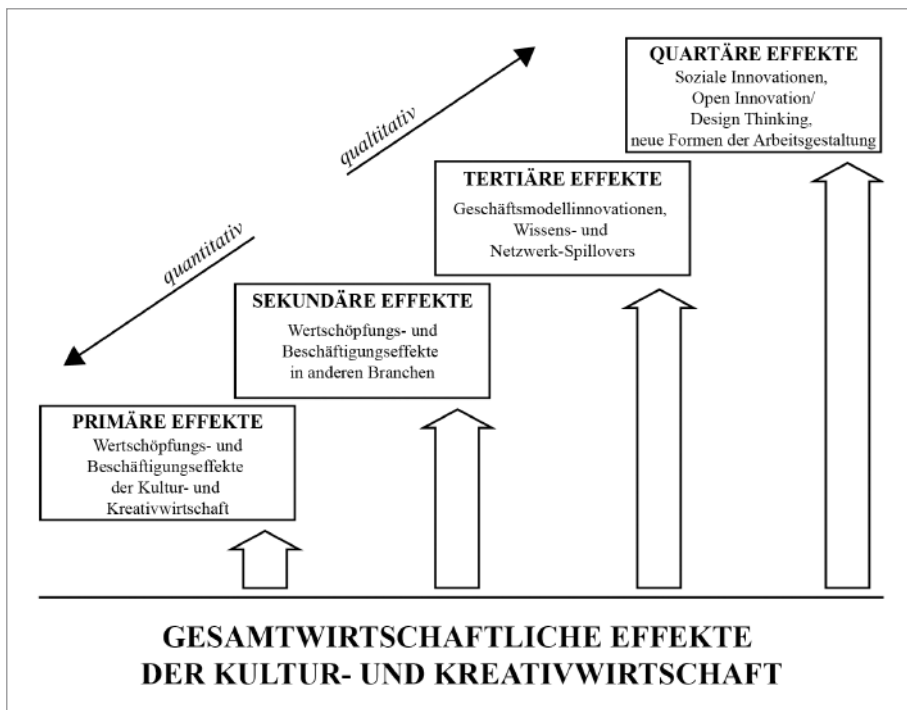 QUARTÄRE EFFEKTE
Soziale Innovationen,
Open Innovation/
Design Thinking,
neue Formen der Arbeitsgestaltung
qualtitativ
TERTIÄRE EFFEKTE
Geschäftsmodellinnovationen,
Wissens- und
Netzwerk-Spillovers
quantitativ
SEKUNDÄRE EFFEKTE
Wertschöpfungs- und
Beschäftigungseffekte
in anderen Branchen
PRIMÄRE EFFEKTE
Wertschöpfungs- und
Beschäftigungseffekte
der Kultur- und
Kreativwirtschaft
GESAMTWIRTSCHAFTLICHE EFFEKTE
DER KULTUR- UND KREATIVWIRTSCHAFT